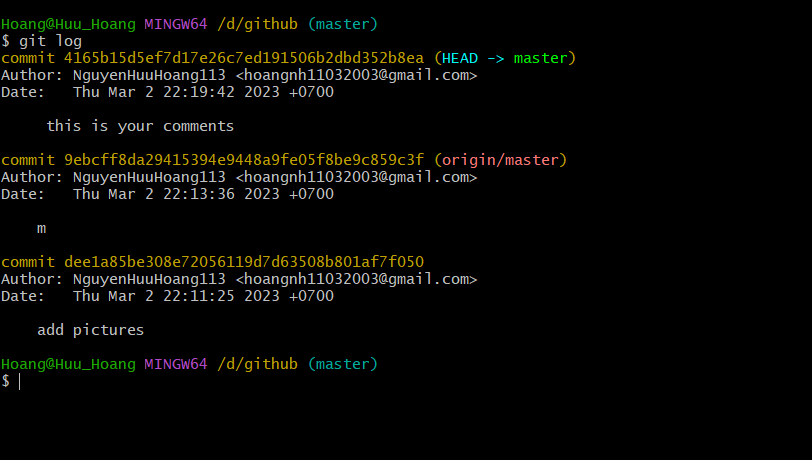 Hoang@Huu_Hoang MINGW64 /d/github (master)
$ git log
commit 4165b15d5ef7d17e26c7ed191506b2dbd352b8ea (HEAD -> master)
Author: NguyenHuuHoang113 <hoangnh11032003@gmail.com>
Date:   Thu Mar 2 22:19:42 2023 +0700
     this is your comments
commit 9ebcff8da29415394e9448a9fe05f8be9c859c3f (origin/master)
Author: NguyenHuuHoang113 <hoangnh11032003@gmail.com>
Date:   Thu Mar 2 22:13:36 2023 +0700
    m
commit dee1a85be308e72056119d7d63508b801af7f050
Author: NguyenHuuHoang113 <hoangnh11032003@gmail.com>
Date:   Thu Mar 2 22:11:25 2023 +0700
    add pictures
Hoang@Huu_Hoang MINGW64 /d/github (master)
$